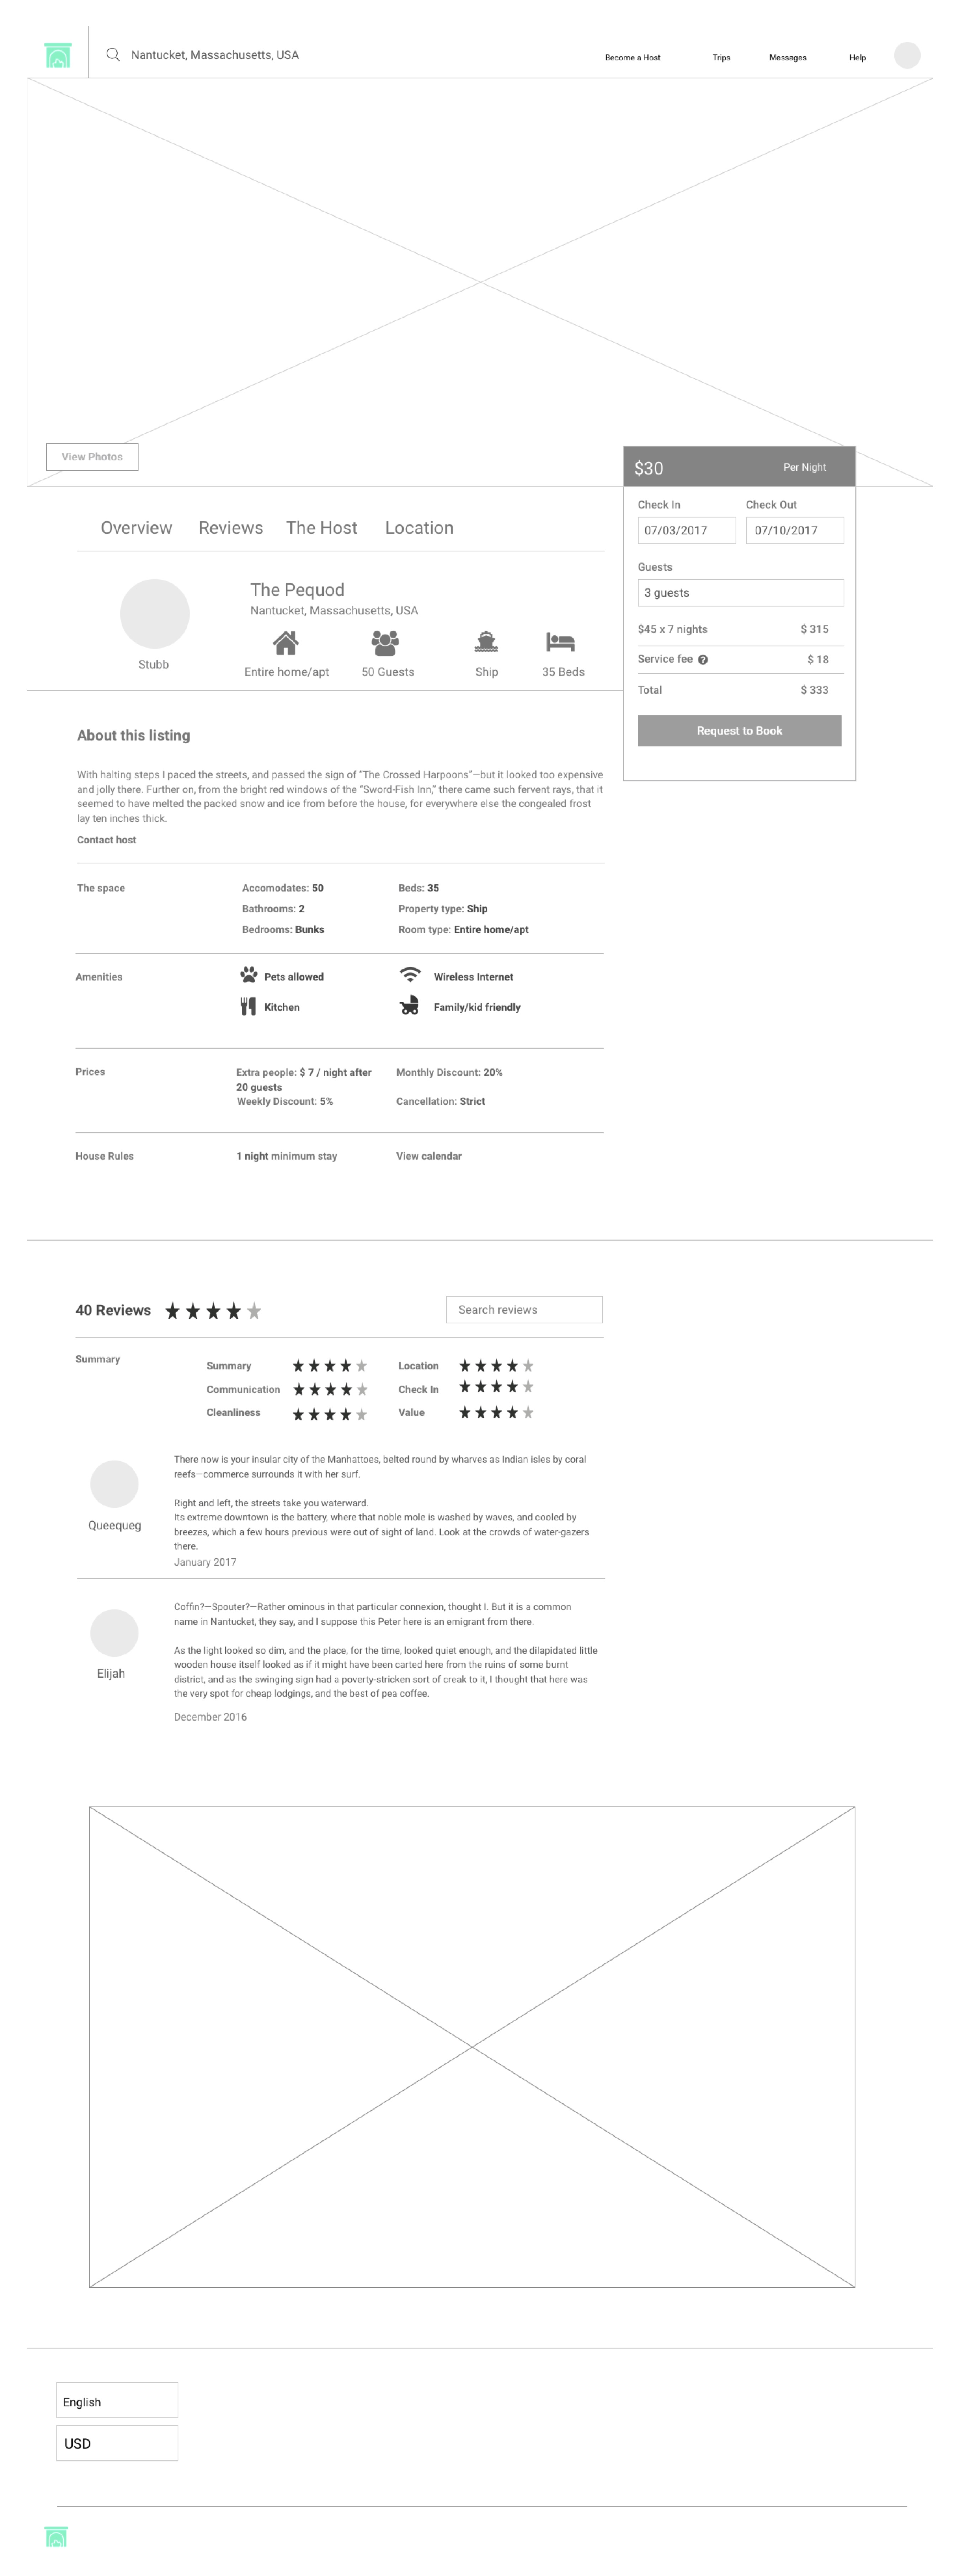 Nantucket, Massachusetts, USA
Become a Host
Trips
Messages
Help
View Photos
$30
Per Night
Check In
Check Out
07/03/2017
07/10/2017
Guests
3 guests
$45 x 7 nights
$ 315
Service fee
$ 18
Total
$ 333
Request to Book
Overview
Reviews
The Host
Location
The Pequod
Nantucket, Massachusetts, USA
Stubb
Entire home/apt
50 Guests
Ship
35 Beds
About this listing
With halting steps I paced the streets, and passed the sign of “The Crossed Harpoons”—but it looked too expensive
and jolly there. Further on, from the bright red windows of the “Sword-Fish Inn,” there came such fervent rays, that it
seemed to have melted the packed snow and ice from before the house, for everywhere else the congealed frost
lay ten inches thick.
Contact host
The space
Accomodates: 50
Beds: 35
Bathrooms: 2
Property type: Ship
Bedrooms: Bunks
Room type: Entire home/apt
Amenities
Pets allowed
Wireless Internet
Kitchen
Family/kid friendly
Prices
Extra people: $ 7 / night after
20 guests
Monthly Discount: 20%
Weekly Discount: 5%
Cancellation: Strict
House Rules
1 night minimum stay
View calendar
40 Reviews
Search reviews
Summary
Summary
Location
Communication
Check In
Cleanliness
Value
There now is your insular city of the Manhattoes, belted round by wharves as Indian isles by coral
reefs—commerce surrounds it with her surf.
Right and left, the streets take you waterward.
Its extreme downtown is the battery, where that noble mole is washed by waves, and cooled by
breezes, which a few hours previous were out of sight of land. Look at the crowds of water-gazers
there.
Queequeg
January 2017
Coffin?—Spouter?—Rather ominous in that particular connexion, thought I. But it is a common
name in Nantucket, they say, and I suppose this Peter here is an emigrant from there.
As the light looked so dim, and the place, for the time, looked quiet enough, and the dilapidated little
wooden house itself looked as if it might have been carted here from the ruins of some burnt
district, and as the swinging sign had a poverty-stricken sort of creak to it, I thought that here was
the very spot for cheap lodgings, and the best of pea coffee.
Elijah
December 2016
English
USD